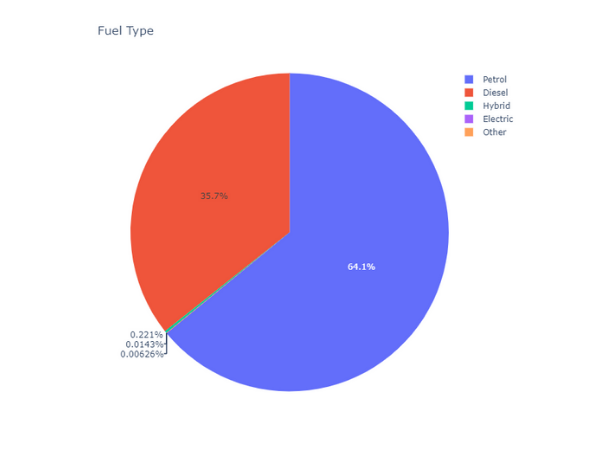 Fuel Type
Petrol
Diesel
Hybrid
Electric
Other
35.7%
64.1%
0.221%
0.0143%
0.00626%